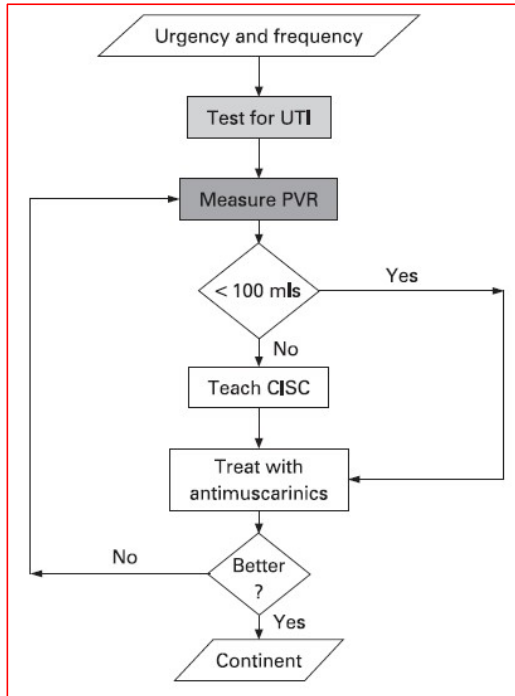 Urgency and frequency
Test for UTI
Measure PVR
< 100 mls
Yes
No
Teach CISC
Treat with
antimuscarinics
No
Better
?
Yes
Continent